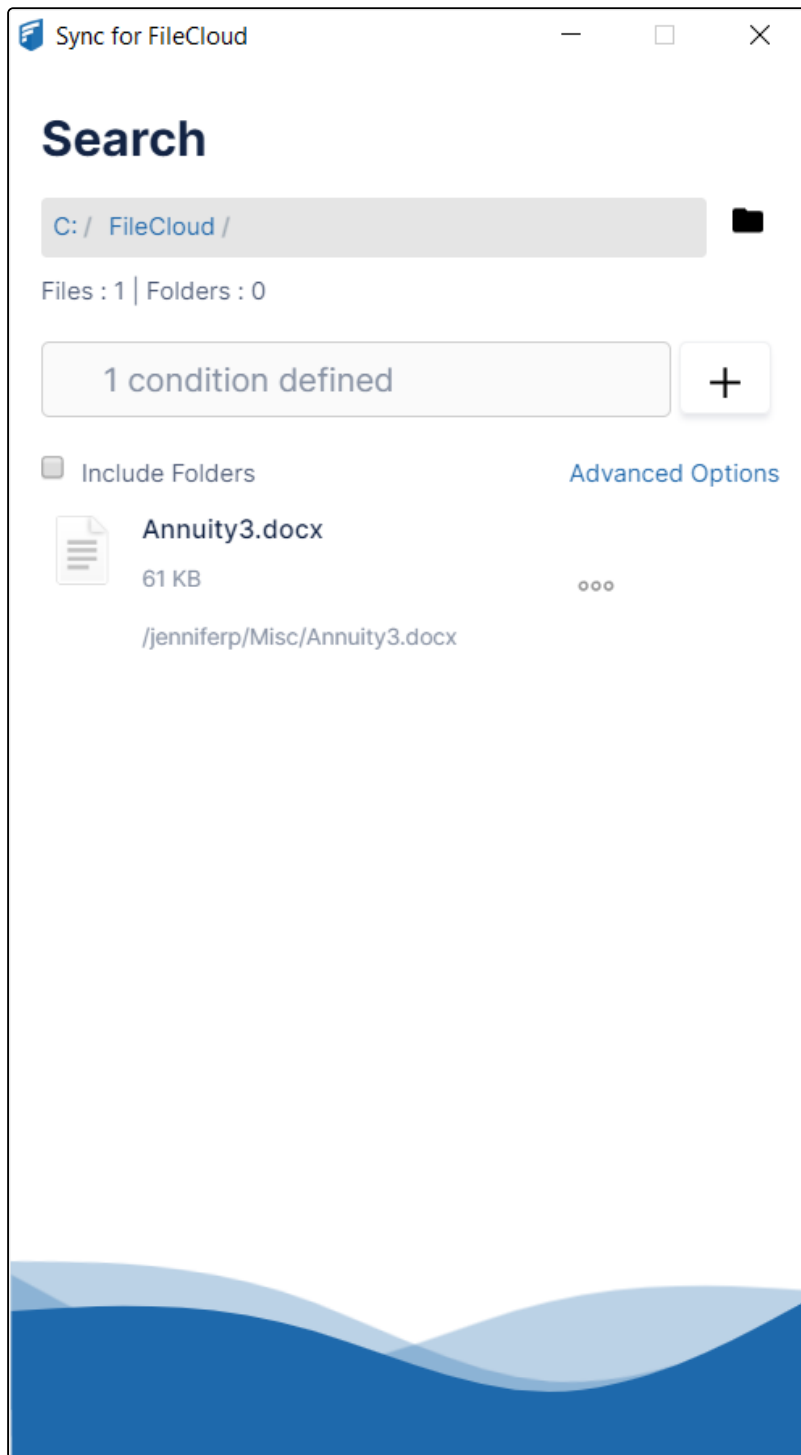 Sync for FileCloud
Search
C: / FileCloud /
Files : 1 | Folders : 0
1 condition defined
+
Include Folders Advanced Options
Annuity3.docx
61 KB
/jenniferp/Misc/Annuity3.docx